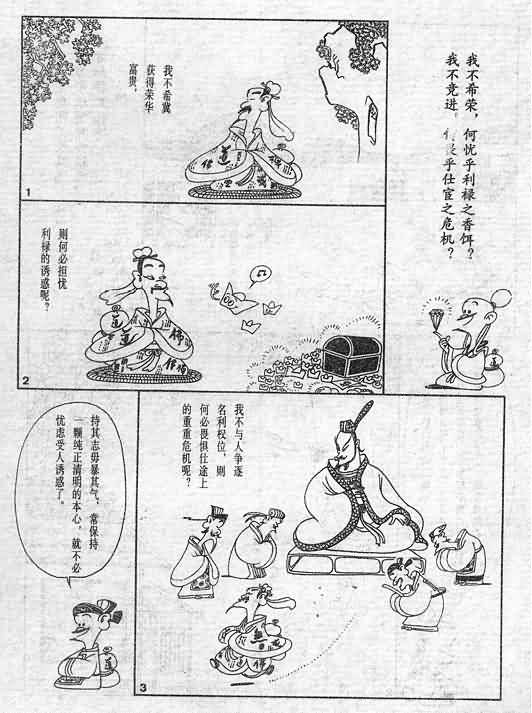 我不希荣，何忧乎利禄之香饵？
我不竞进，乎仕宦之危机？
我不希冀
获得荣华
富贵，
1
则何必担忧
利禄的诱惑呢？
2
我不与人争逐
名利权位，则
何必畏惧仕途上
的重重危机呢？
3
持其志毋暴其气，常保持
一颗纯正清明的本心，就不必
忧虑受人诱惑了。
道
儒
道
佛
道